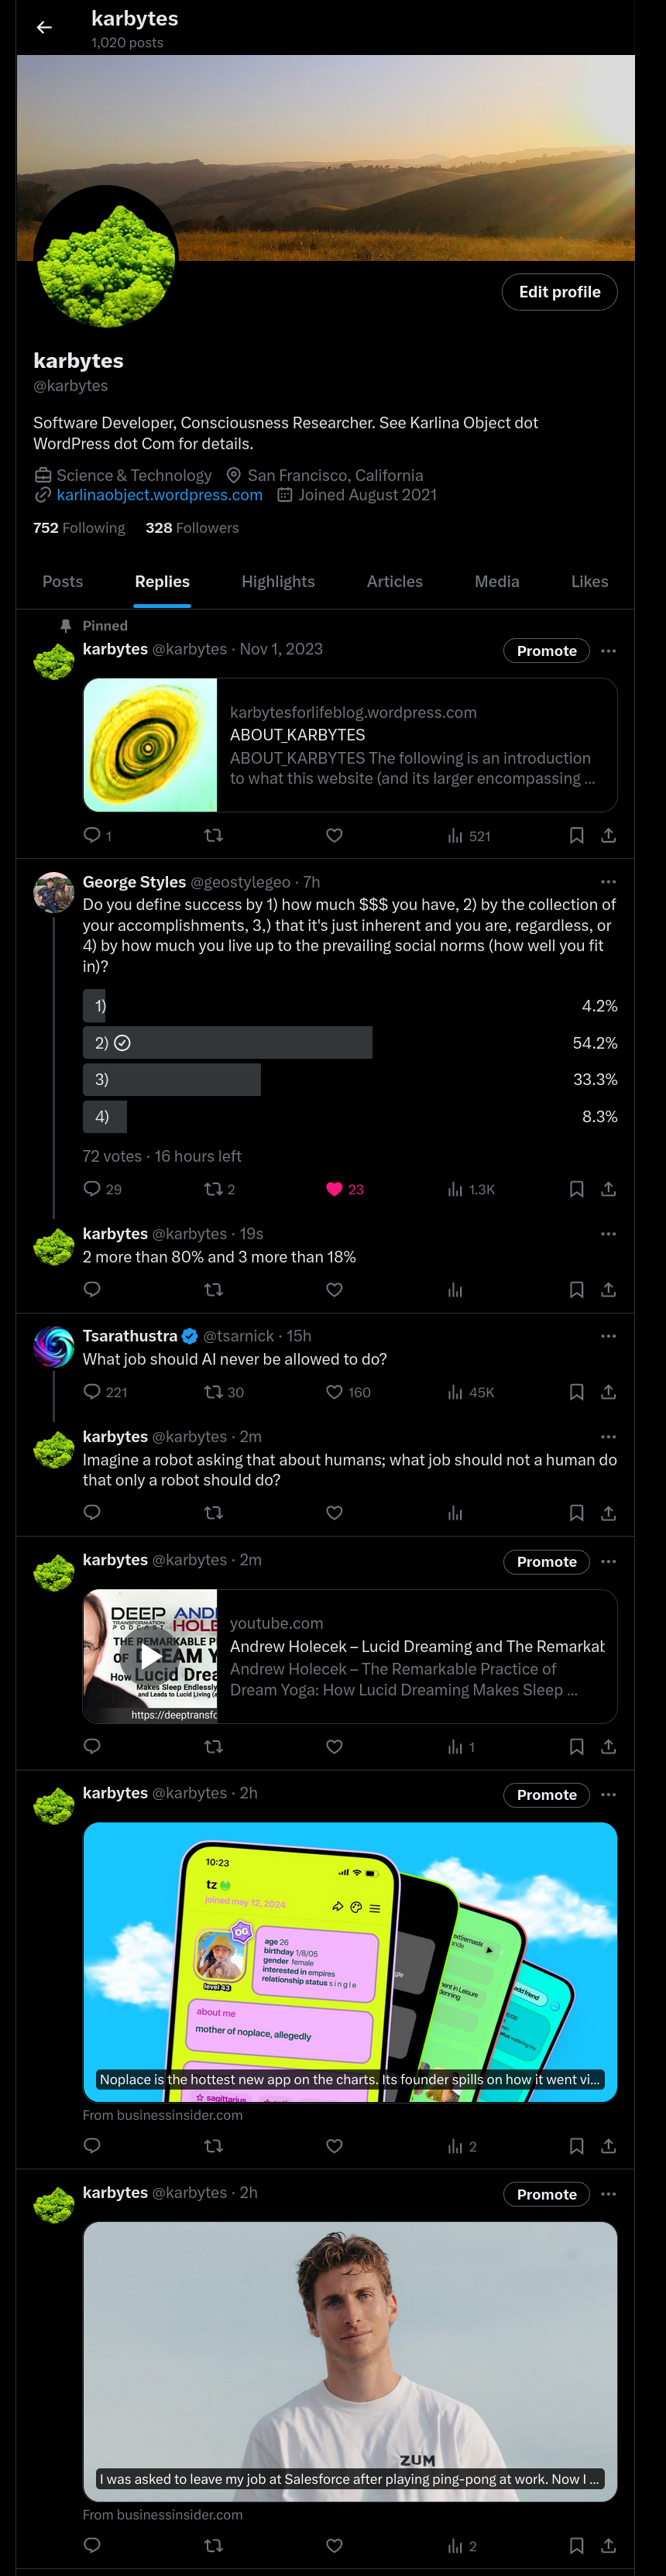 karbytes
1,020 posts
Edit profile
karbytes
@karbytes
Software Developer, Consciousness Researcher. See Karlina Object dot
WordPress dot Com for details.
Science & Technology San Francisco, California
karlinaobject.wordpress.com Joined August 2021
752 Following 328 Followers
Posts Replies Highlights Articles Media Likes
Pinned
karbytes @karbytes · Nov 1, 2023 Promote
karbytesforlifeblog.wordpress.com
ABOUT_KARBYTES
ABOUT_KARBYTES The following is an introduction
to what this website (and its larger encompassing ...
1 521
George Styles @geostylegeo · 7h
Do you define success by 1) how much $$$ you have, 2) by the collection of
your accomplishments, 3,) that it's just inherent and you are, regardless, or
4) by how much you live up to the prevailing social norms (how well you fit
in)?
1) 4.2%
2) 54.2%
3) 33.3%
4) 8.3%
72 votes · 16 hours left
29 2 23 1.3K
karbytes @karbytes · 19s
2 more than 80% and 3 more than 18%
Tsarathustra @tsarnick · 15h
What job should AI never be allowed to do?
221 30 160 45K
karbytes @karbytes · 2m
Imagine a robot asking that about humans; what job should not a human do
that only a robot should do?
karbytes @karbytes · 2m Promote
DEEP
TRANSFORMATION
PODCAST
AND
HOLE
THE REMARKABLE P
OF DREAM Y
How Lucid Drea
Makes Sleep Endlessly
and Leads to Lucid Living
https://deeptransfo
youtube.com
Andrew Holecek – Lucid Dreaming and The Remarkat
Andrew Holecek – The Remarkable Practice of
Dream Yoga: How Lucid Dreaming Makes Sleep ...
1
karbytes @karbytes · 2h Promote
10:23
tz
joined may 12, 2024
OG
level 43
age 26
birthday 1/8/05
gender female
interested in empires
relationship status single
about me
mother of noplace, allegedly
sagittarius
add friend
Noplace is the hottest new app on the charts. Its founder spills on how it went vi...
From businessinsider.com
2
karbytes @karbytes · 2h Promote
ZUM
I was asked to leave my job at Salesforce after playing ping-pong at work. Now I ...
From businessinsider.com
2